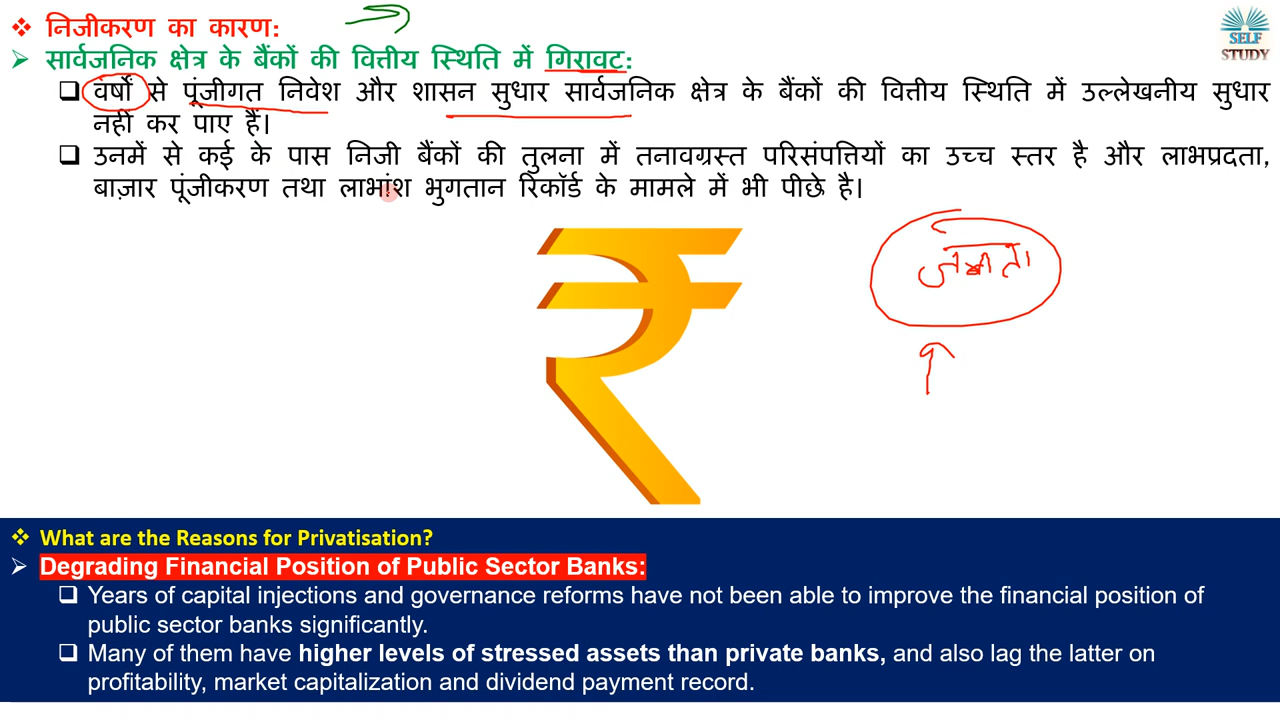 ❖ निजीकरण का कारण:
➢ सार्वजनिक क्षेत्र के बैंकों की वित्तीय स्थिति में गिरावट:
❑ वर्षों से पूंजीगत निवेश और शासन सुधार सार्वजनिक क्षेत्र के बैंकों की वित्तीय स्थिति में उल्लेखनीय सुधार
नहीं कर पाए हैं।
❑ उनमें से कई के पास निजी बैंकों की तुलना में तनावग्रस्त परिसंपत्तियों का उच्च स्तर है और लाभप्रदता,
बाज़ार पूंजीकरण तथा लाभांश भुगतान रिकॉर्ड के मामले में भी पीछे है।
SELF
STUDY
₹
❖ What are the Reasons for Privatisation?
➢ Degrading Financial Position of Public Sector Banks:
❑ Years of capital injections and governance reforms have not been able to improve the financial position of
public sector banks significantly.
❑ Many of them have higher levels of stressed assets than private banks, and also lag the latter on
profitability, market capitalization and dividend payment record.